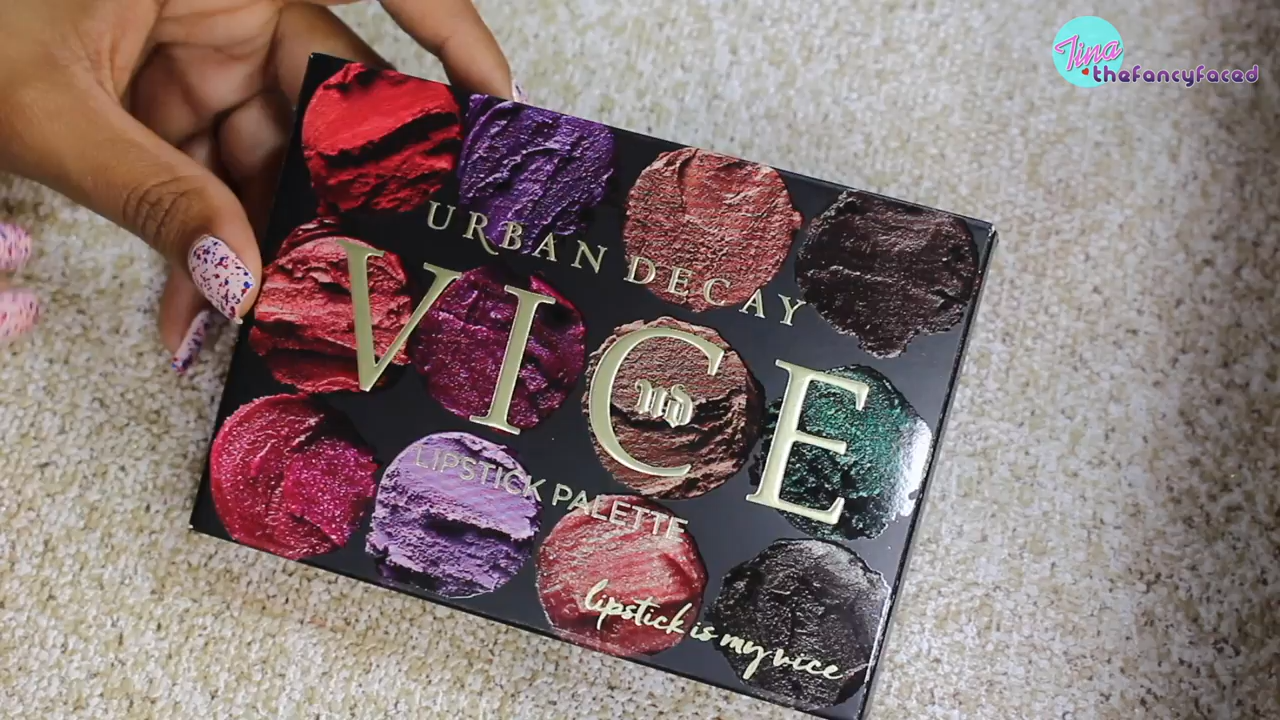 Tina
thefancyfaced
URBAN DECAY
VICE
UD
LIPSTICK PALETTE
lipstick is my vice